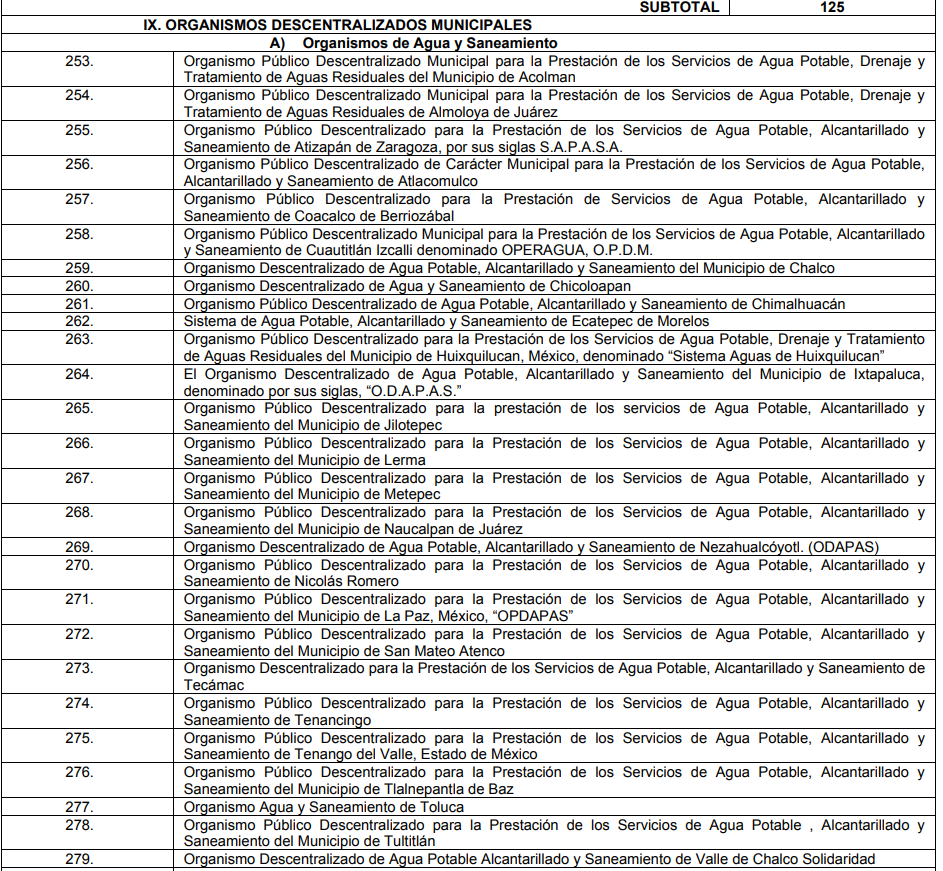 SUBTOTAL 125
IX. ORGANISMOS DESCENTRALIZADOS MUNICIPALES
A) Organismos de Agua y Saneamiento
253. Organismo Público Descentralizado Municipal para la Prestación de los Servicios de Agua Potable, Drenaje y
Tratamiento de Aguas Residuales del Municipio de Acolman
254. Organismo Público Descentralizado Municipal para la Prestación de los Servicios de Agua Potable, Drenaje y
Tratamiento de Aguas Residuales de Almoloya de Juárez
255. Organismo Público Descentralizado para la Prestación de los Servicios de Agua Potable, Alcantarillado y
Saneamiento de Atizapán de Zaragoza, por sus siglas S.A.P.A.S.A.
256. Organismo Público Descentralizado de Carácter Municipal para la Prestación de los Servicios de Agua Potable,
Alcantarillado y Saneamiento de Atlacomulco
257. Organismo Público Descentralizado para la Prestación de Servicios de Agua Potable, Alcantarillado y
Saneamiento de Coacalco de Berriozábal
258. Organismo Público Descentralizado Municipal para la Prestación de los Servicios de Agua Potable, Alcantarillado
y Saneamiento de Cuautitlán Izcalli denominado OPERAGUA, O.P.D.M.
259. Organismo Descentralizado de Agua Potable, Alcantarillado y Saneamiento del Municipio de Chalco
260. Organismo Descentralizado de Agua y Saneamiento de Chicoloapan
261. Organismo Público Descentralizado de Agua Potable, Alcantarillado y Saneamiento de Chimalhuacán
262. Sistema de Agua Potable, Alcantarillado y Saneamiento de Ecatepec de Morelos
263. Organismo Público Descentralizado para la Prestación de los Servicios de Agua Potable, Drenaje y Tratamiento
de Aguas Residuales del Municipio de Huixquilucan, México, denominado “Sistema Aguas de Huixquilucan”
264. El Organismo Descentralizado de Agua Potable, Alcantarillado y Saneamiento del Municipio de Ixtapaluca,
denominado por sus siglas, “O.D.A.P.A.S.”
265. Organismo Público Descentralizado para la prestación de los servicios de Agua Potable, Alcantarillado y
Saneamiento del Municipio de Jilotepec
266. Organismo Público Descentralizado para la Prestación de los Servicios de Agua Potable, Alcantarillado y
Saneamiento del Municipio de Lerma
267. Organismo Público Descentralizado para la Prestación de los Servicios de Agua Potable, Alcantarillado y
Saneamiento del Municipio de Metepec
268. Organismo Público Descentralizado para la Prestación de los Servicios de Agua Potable, Alcantarillado y
Saneamiento del Municipio de Naucalpan de Juárez
269. Organismo Descentralizado de Agua Potable, Alcantarillado y Saneamiento de Nezahualcóyotl. (ODAPAS)
270. Organismo Público Descentralizado para la Prestación de los Servicios de Agua Potable, Alcantarillado y
Saneamiento de Nicolás Romero
271. Organismo Público Descentralizado para la Prestación de los Servicios de Agua Potable, Alcantarillado y
Saneamiento del Municipio de La Paz, México, “OPDAPAS”
272. Organismo Público Descentralizado para la Prestación de los Servicios de Agua Potable, Alcantarillado y
Saneamiento del Municipio de San Mateo Atenco
273. Organismo Descentralizado para la Prestación de los Servicios de Agua Potable, Alcantarillado y Saneamiento de
Tecámac
274. Organismo Público Descentralizado para la Prestación de los Servicios de Agua Potable, Alcantarillado y
Saneamiento de Tenancingo
275. Organismo Público Descentralizado para la Prestación de los Servicios de Agua Potable, Alcantarillado y
Saneamiento de Tenango del Valle, Estado de México
276. Organismo Público Descentralizado para la Prestación de los Servicios de Agua Potable, Alcantarillado y
Saneamiento del Municipio de Tlalnepantla de Baz
277. Organismo Agua y Saneamiento de Toluca
278. Organismo Público Descentralizado para la Prestación de los Servicios de Agua Potable , Alcantarillado y
Saneamiento del Municipio de Tultitlán
279. Organismo Descentralizado de Agua Potable Alcantarillado y Saneamiento de Valle de Chalco Solidaridad